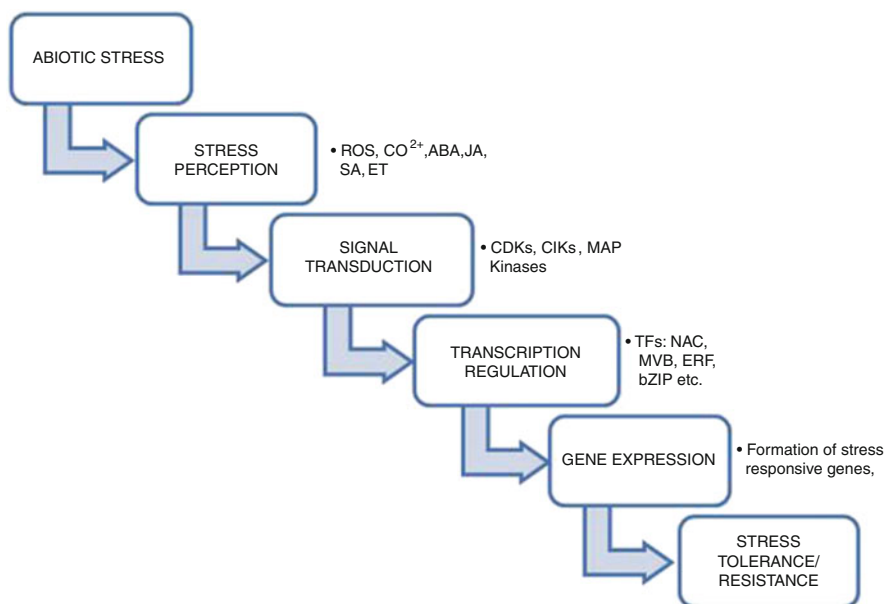 ABIOTIC STRESS
STRESS
PERCEPTION
• ROS, CO²⁺,ABA,JA,
SA, ET
SIGNAL
TRANSDUCTION
• CDKs, CIKs, MAP
Kinases
TRANSCRIPTION
REGULATION
• TFs: NAC,
MVB, ERF,
bZIP etc.
GENE EXPRESSION
• Formation of stress
responsive genes,
STRESS
TOLERANCE/
RESISTANCE